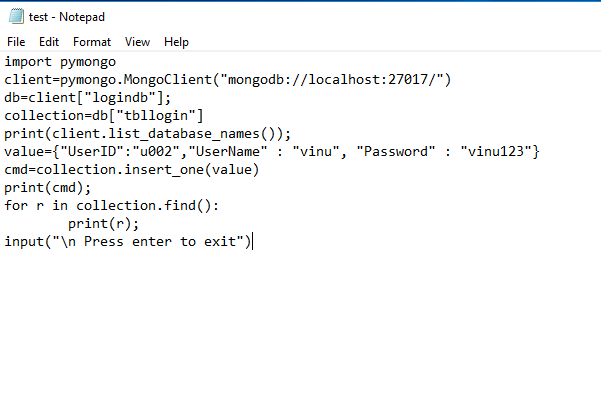 test - Notepad
File Edit Format View Help
import pymongo
client=pymongo.MongoClient("mongodb://localhost:27017/")
db=client["logindb"];
collection=db["tbllogin"]
print(client.list_database_names());
value={"UserID":"u002","UserName" : "vinu", "Password" : "vinu123"}
cmd=collection.insert_one(value)
print(cmd);
for r in collection.find():
        print(r);
input("\n Press enter to exit")